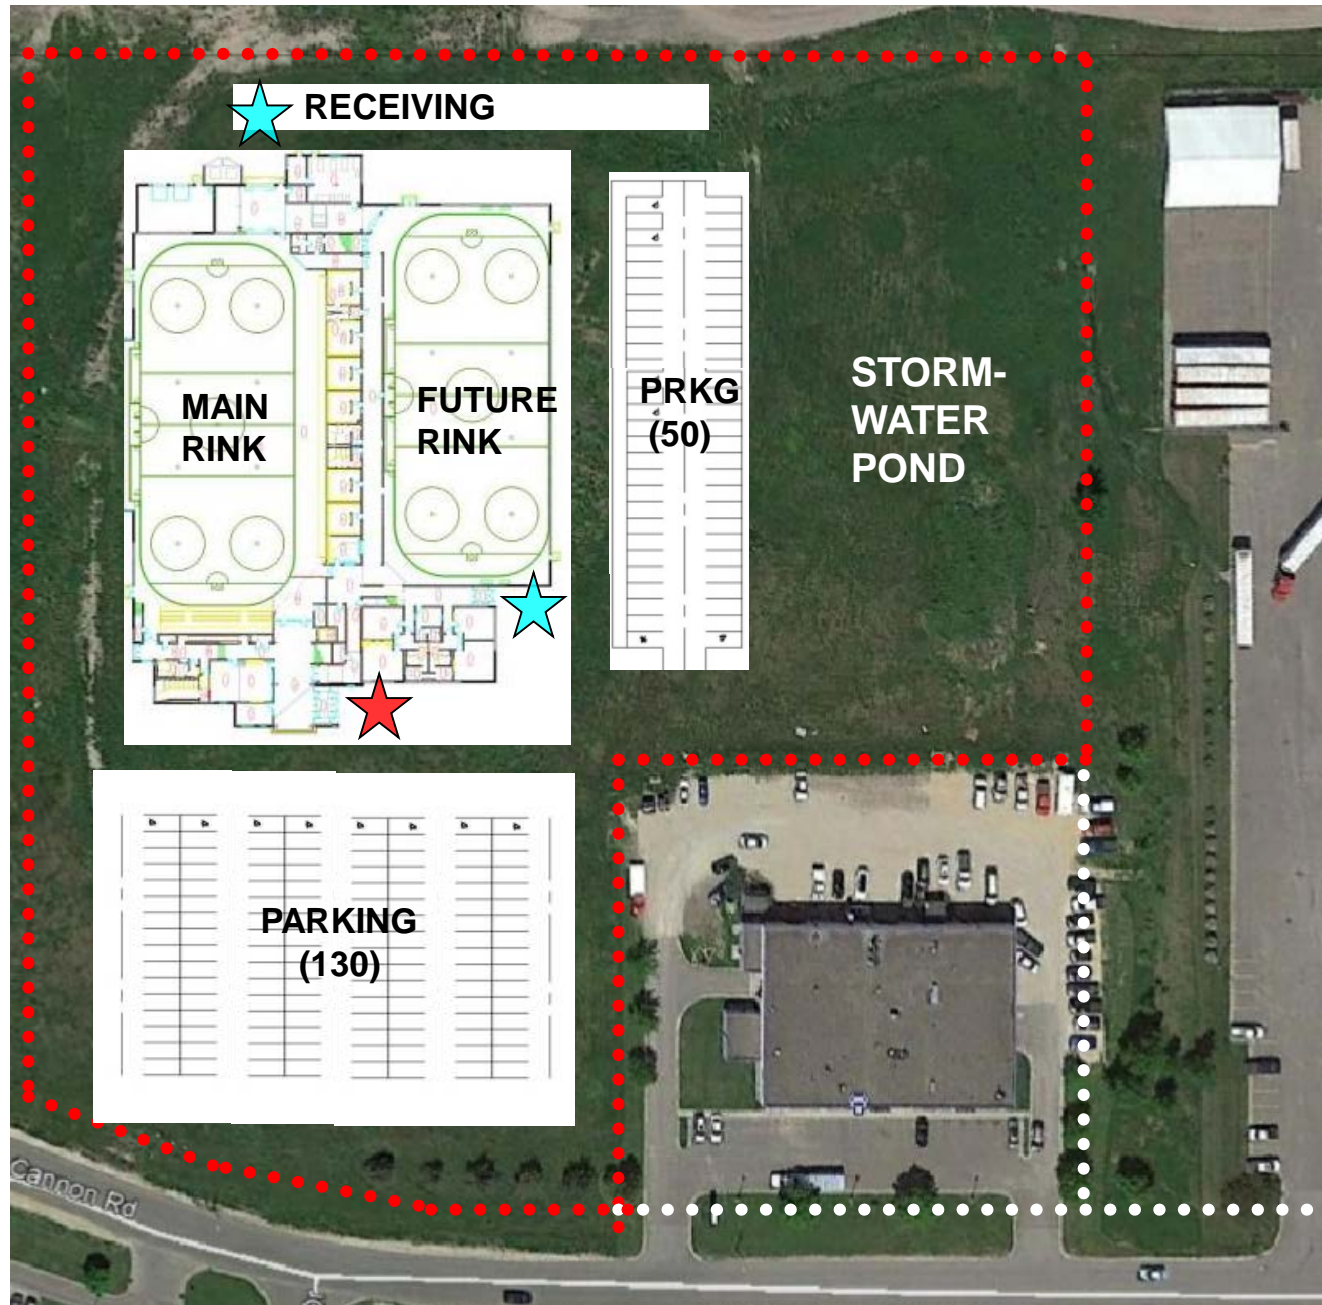 RECEIVING
MAIN
RINK
FUTURE
RINK
PRKG
(50)
STORM-
WATER
POND
PARKING
(130)
Cannon Rd